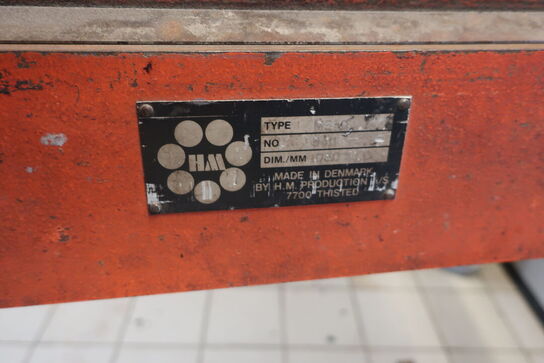 HM
TYPE
NO
DIM./MM
MADE IN DENMARK
BY H.M. PRODUCTION A/S
7700 THISTED